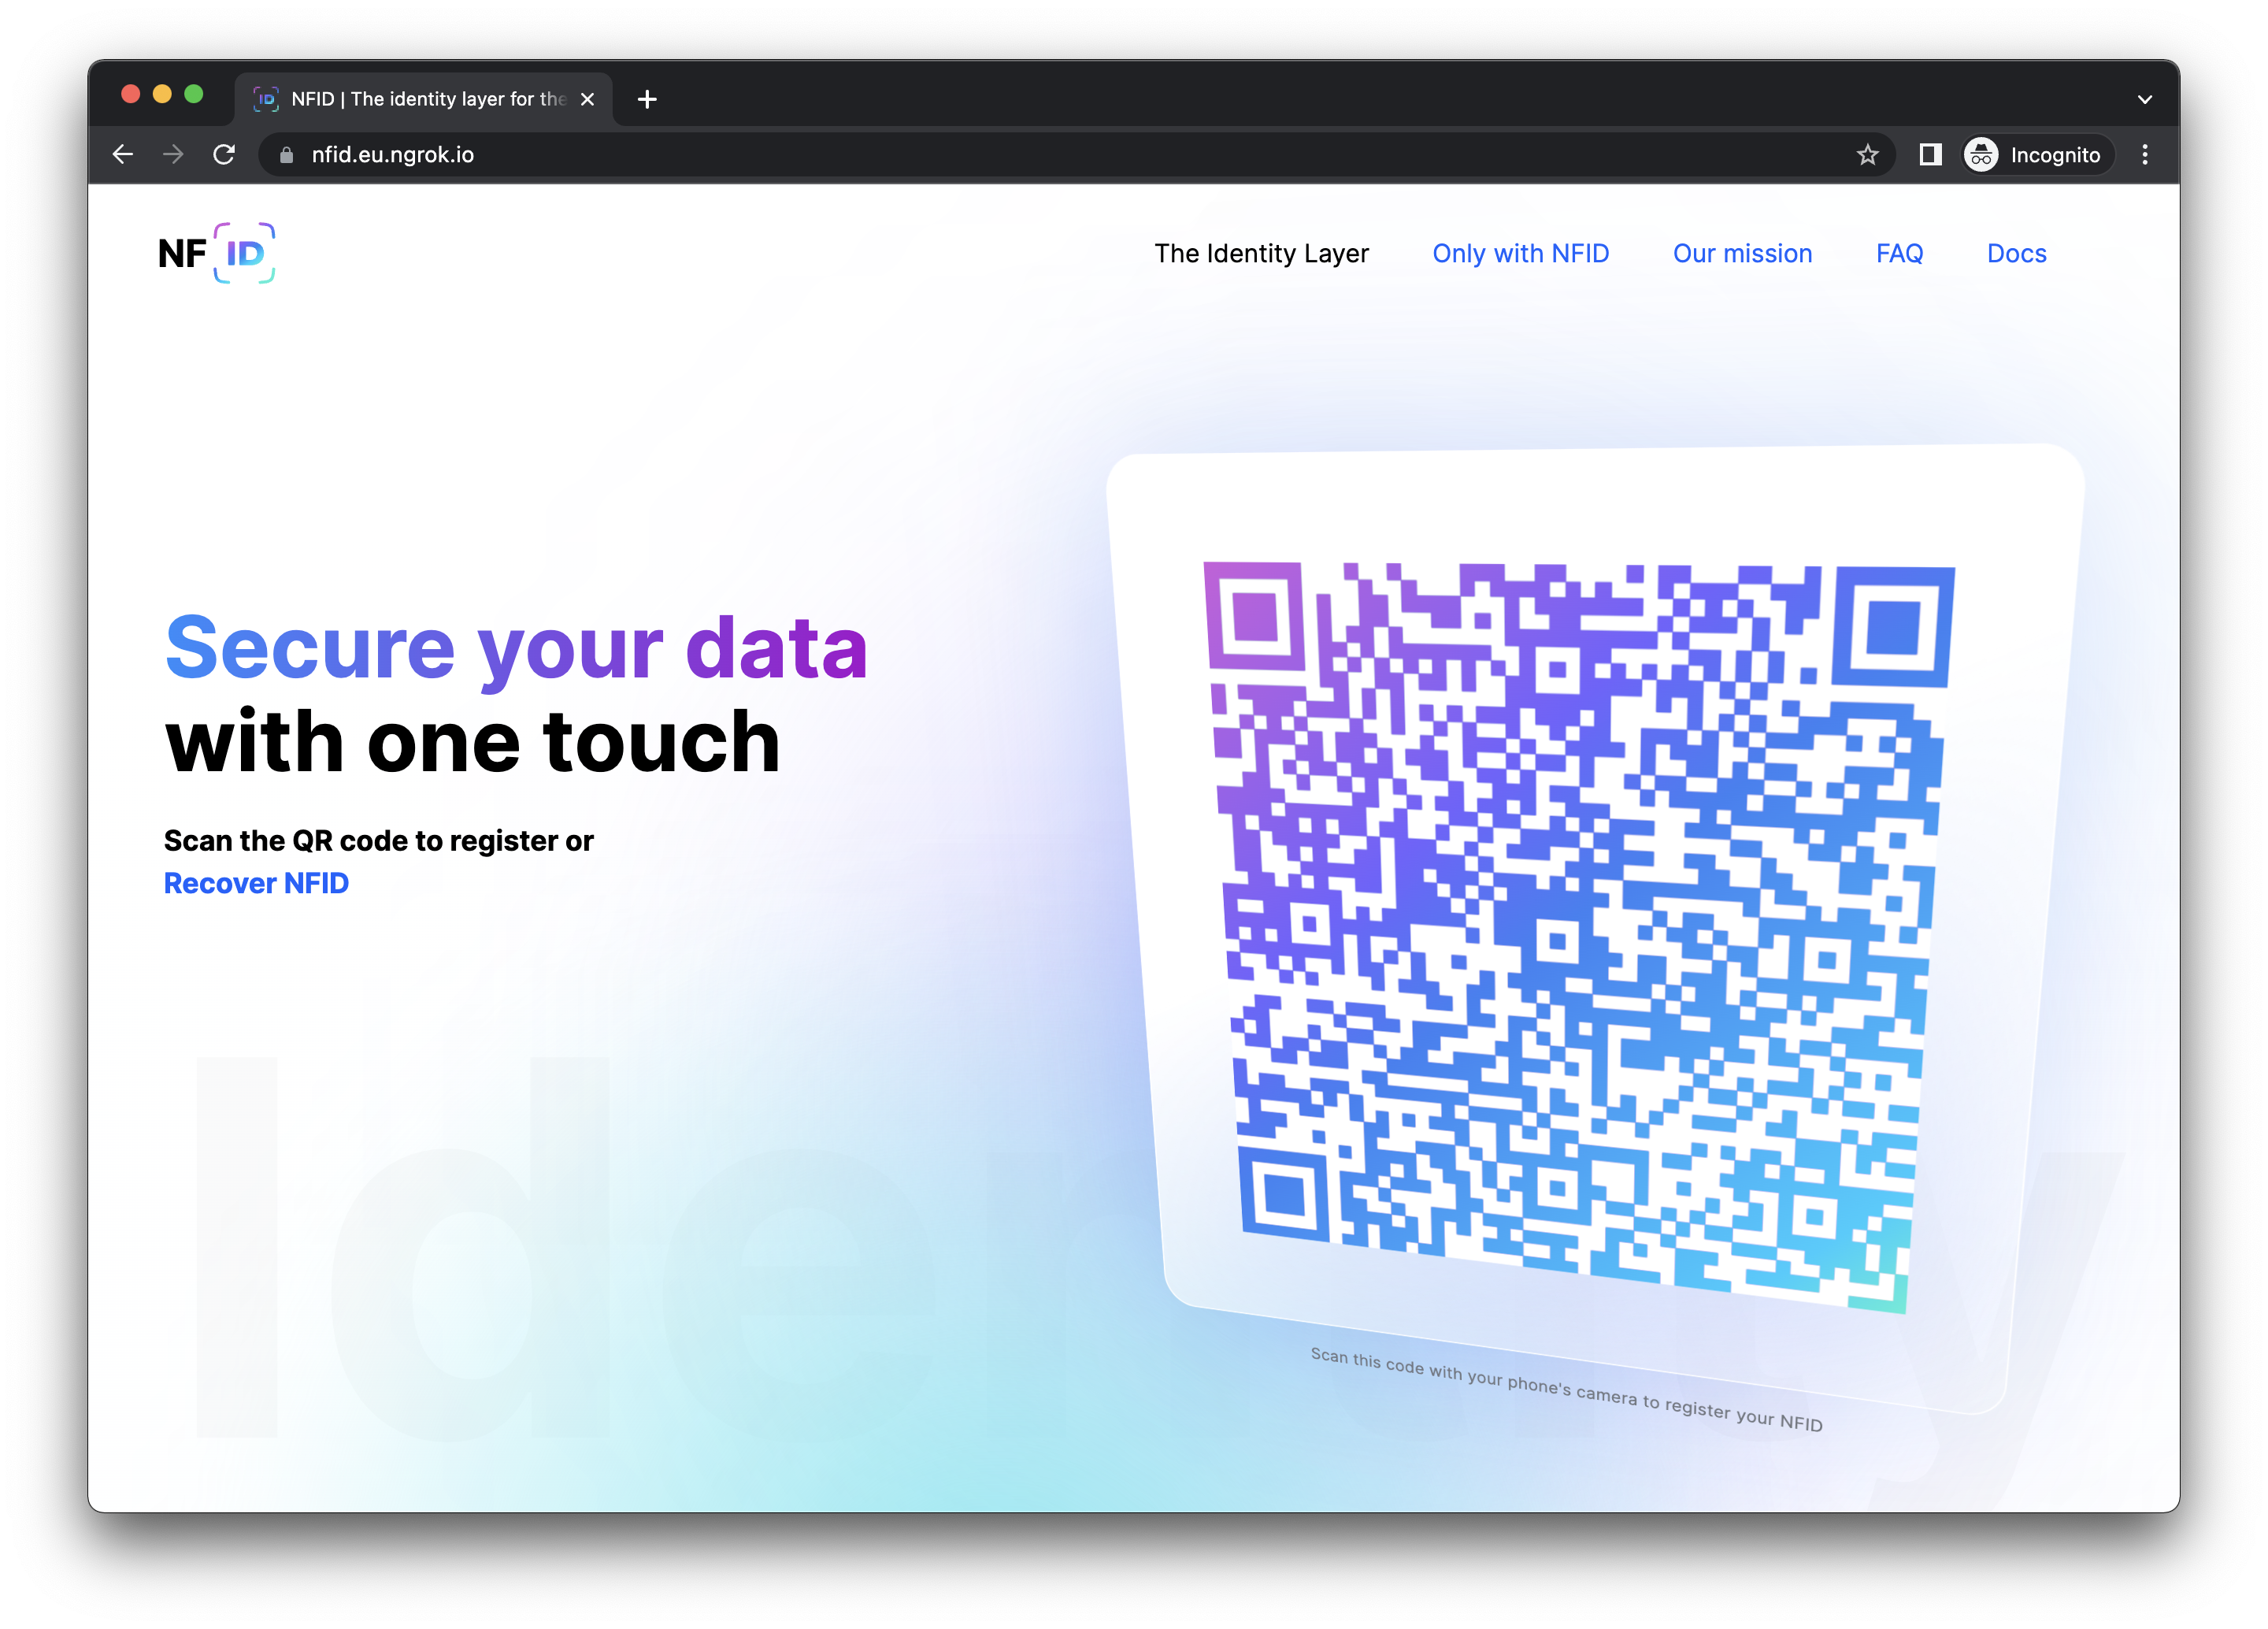 NFID | The identity layer for the
nfid.eu.ngrok.io
Incognito
NFID
The Identity Layer
Only with NFID
Our mission
FAQ
Docs
Secure your data
with one touch
Scan the QR code to register or
Recover NFID
Identity
Scan this code with your phone's camera to register your NFID